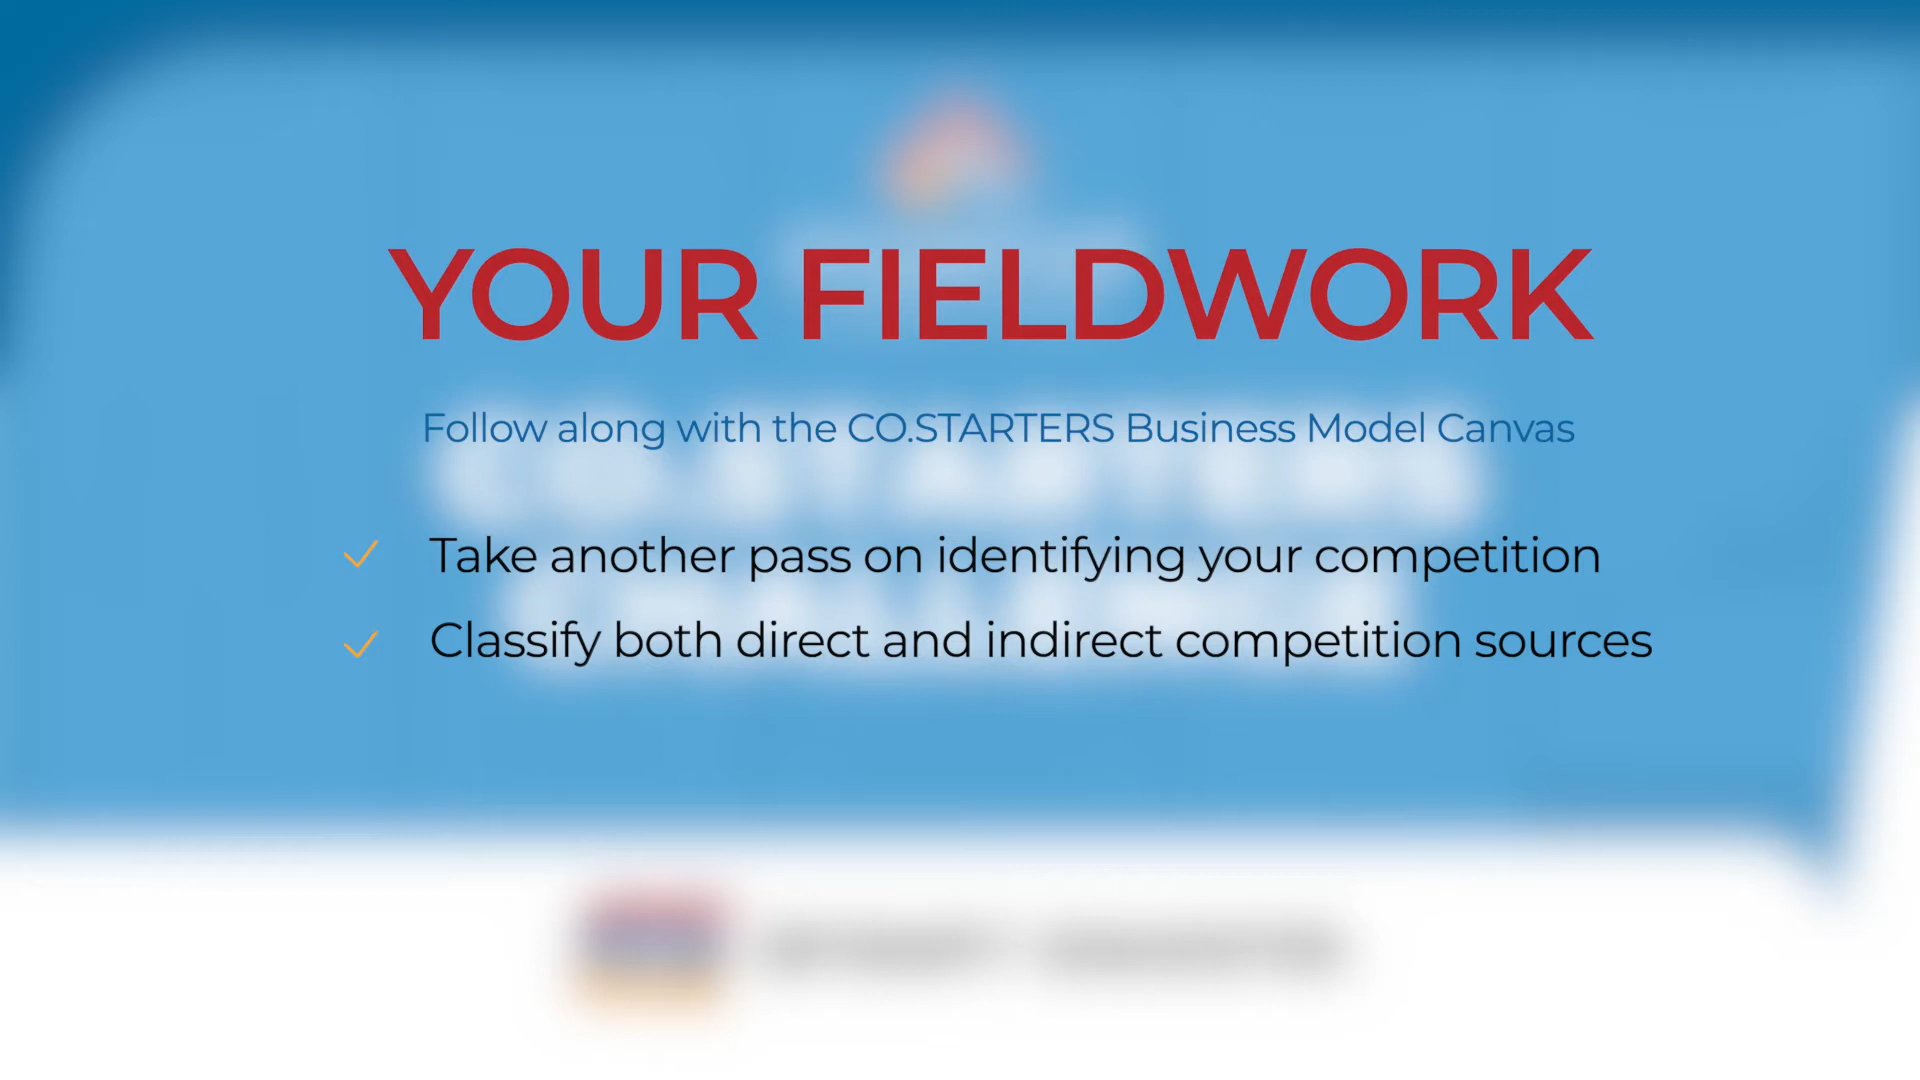 YOUR FIELDWORK
Follow along with the CO.STARTERS Business Model Canvas
Take another pass on identifying your competition
Classify both direct and indirect competition sources